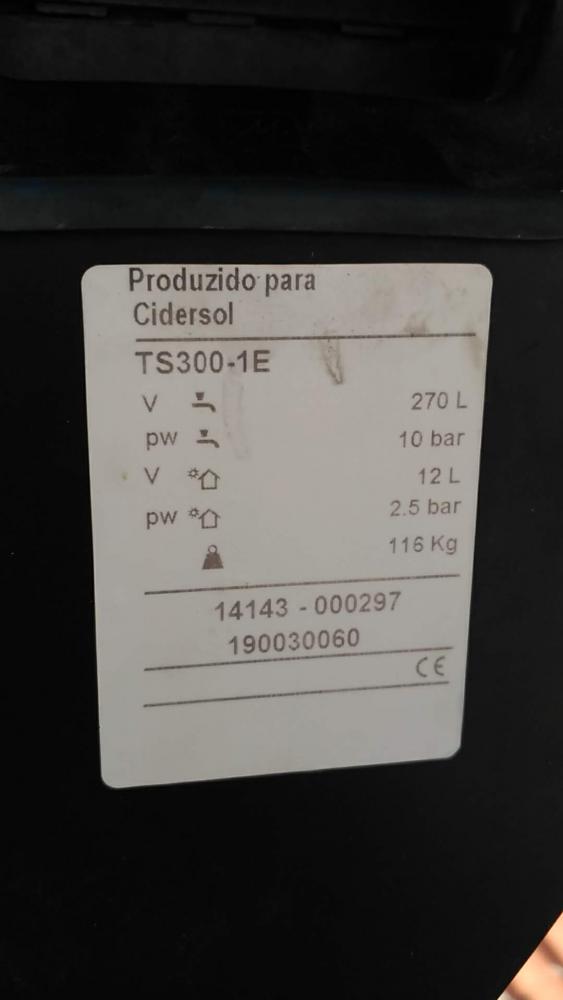 Produzido para
Cidersol
TS300-1E
V 270 L
pw 10 bar
V 12 L
pw 2.5 bar
116 Kg
14143 - 000297
190030060
CE